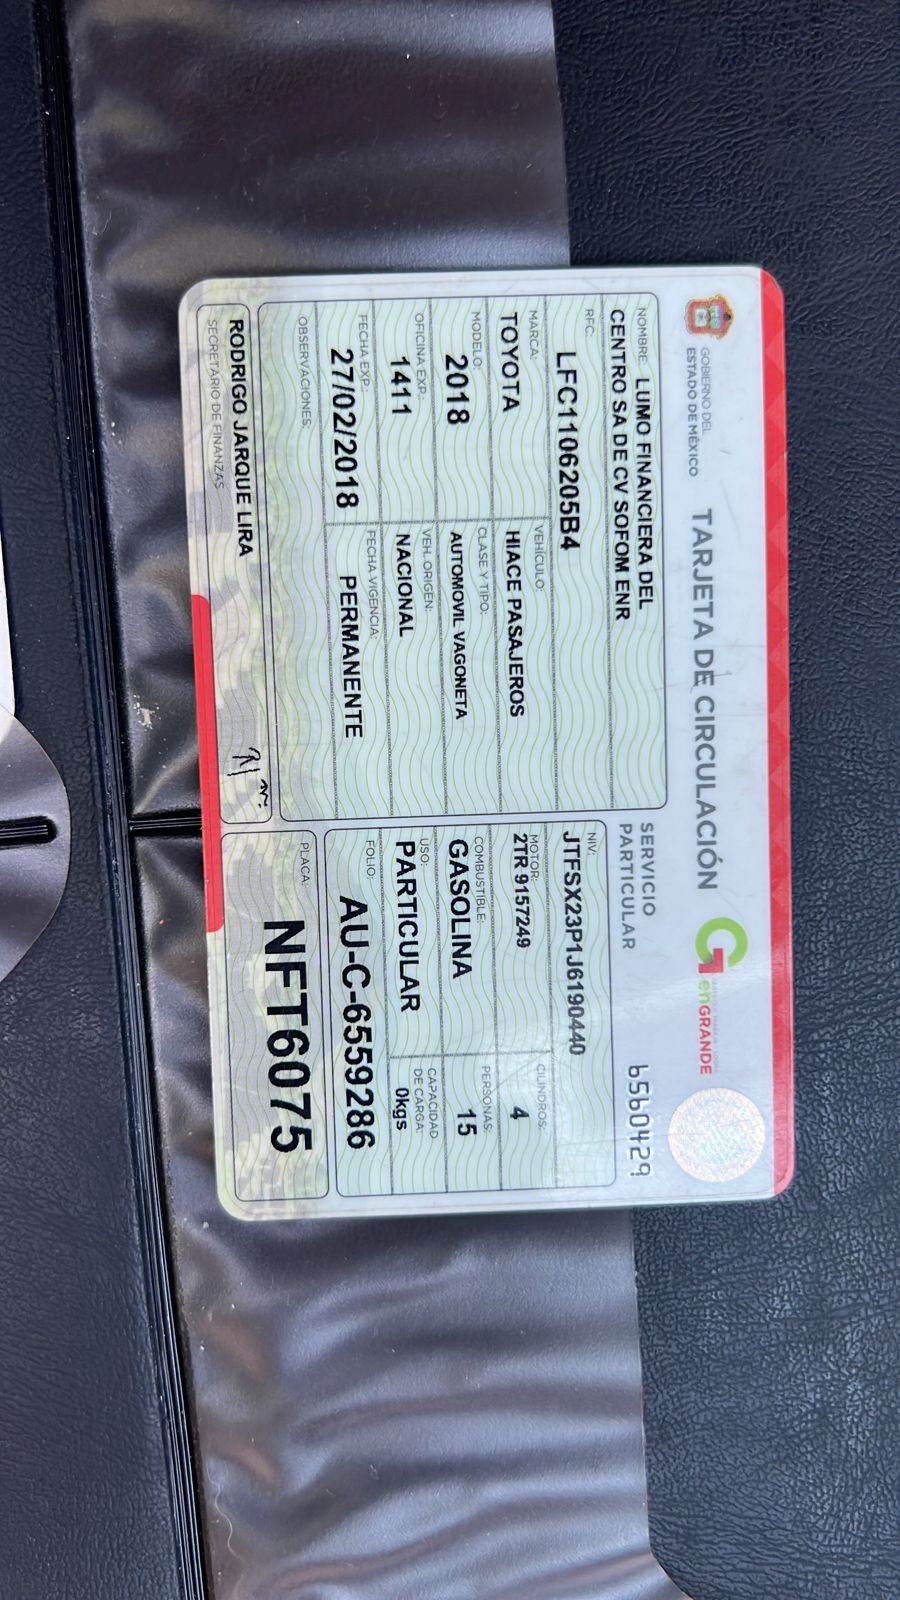 GOBIERNO DEL
ESTADO DE MÉXICO
TARJETA DE CIRCULACIÓN
enGRANDE
SERVICIO
PARTICULAR
6560429
NOMBRE: LUMO FINANCIERA DEL
CENTRO SA DE CV SOFOM ENR
RFC: LFC1106205B4
MARCA:
TOYOTA
VEHÍCULO:
HIACE PASAJEROS
MODELO:
2018
CLASE Y TIPO:
AUTOMOVIL VAGONETA
OFICINA EXP.:
1411
VEH. ORIGEN:
NACIONAL
FECHA EXP.:
27/02/2018
FECHA VIGENCIA:
PERMANENTE
OBSERVACIONES:
RODRIGO JARQUE LIRA
SECRETARIO DE FINANZAS
NIV:
JTFSX23P1J6190440
MOTOR:
2TR 9157249
CILINDROS:
4
COMBUSTIBLE:
GASOLINA
PERSONAS:
15
USO:
PARTICULAR
CAPACIDAD
DE CARGA:
0kgs
FOLIO:
AU-C-6559286
PLACA:
NFT6075